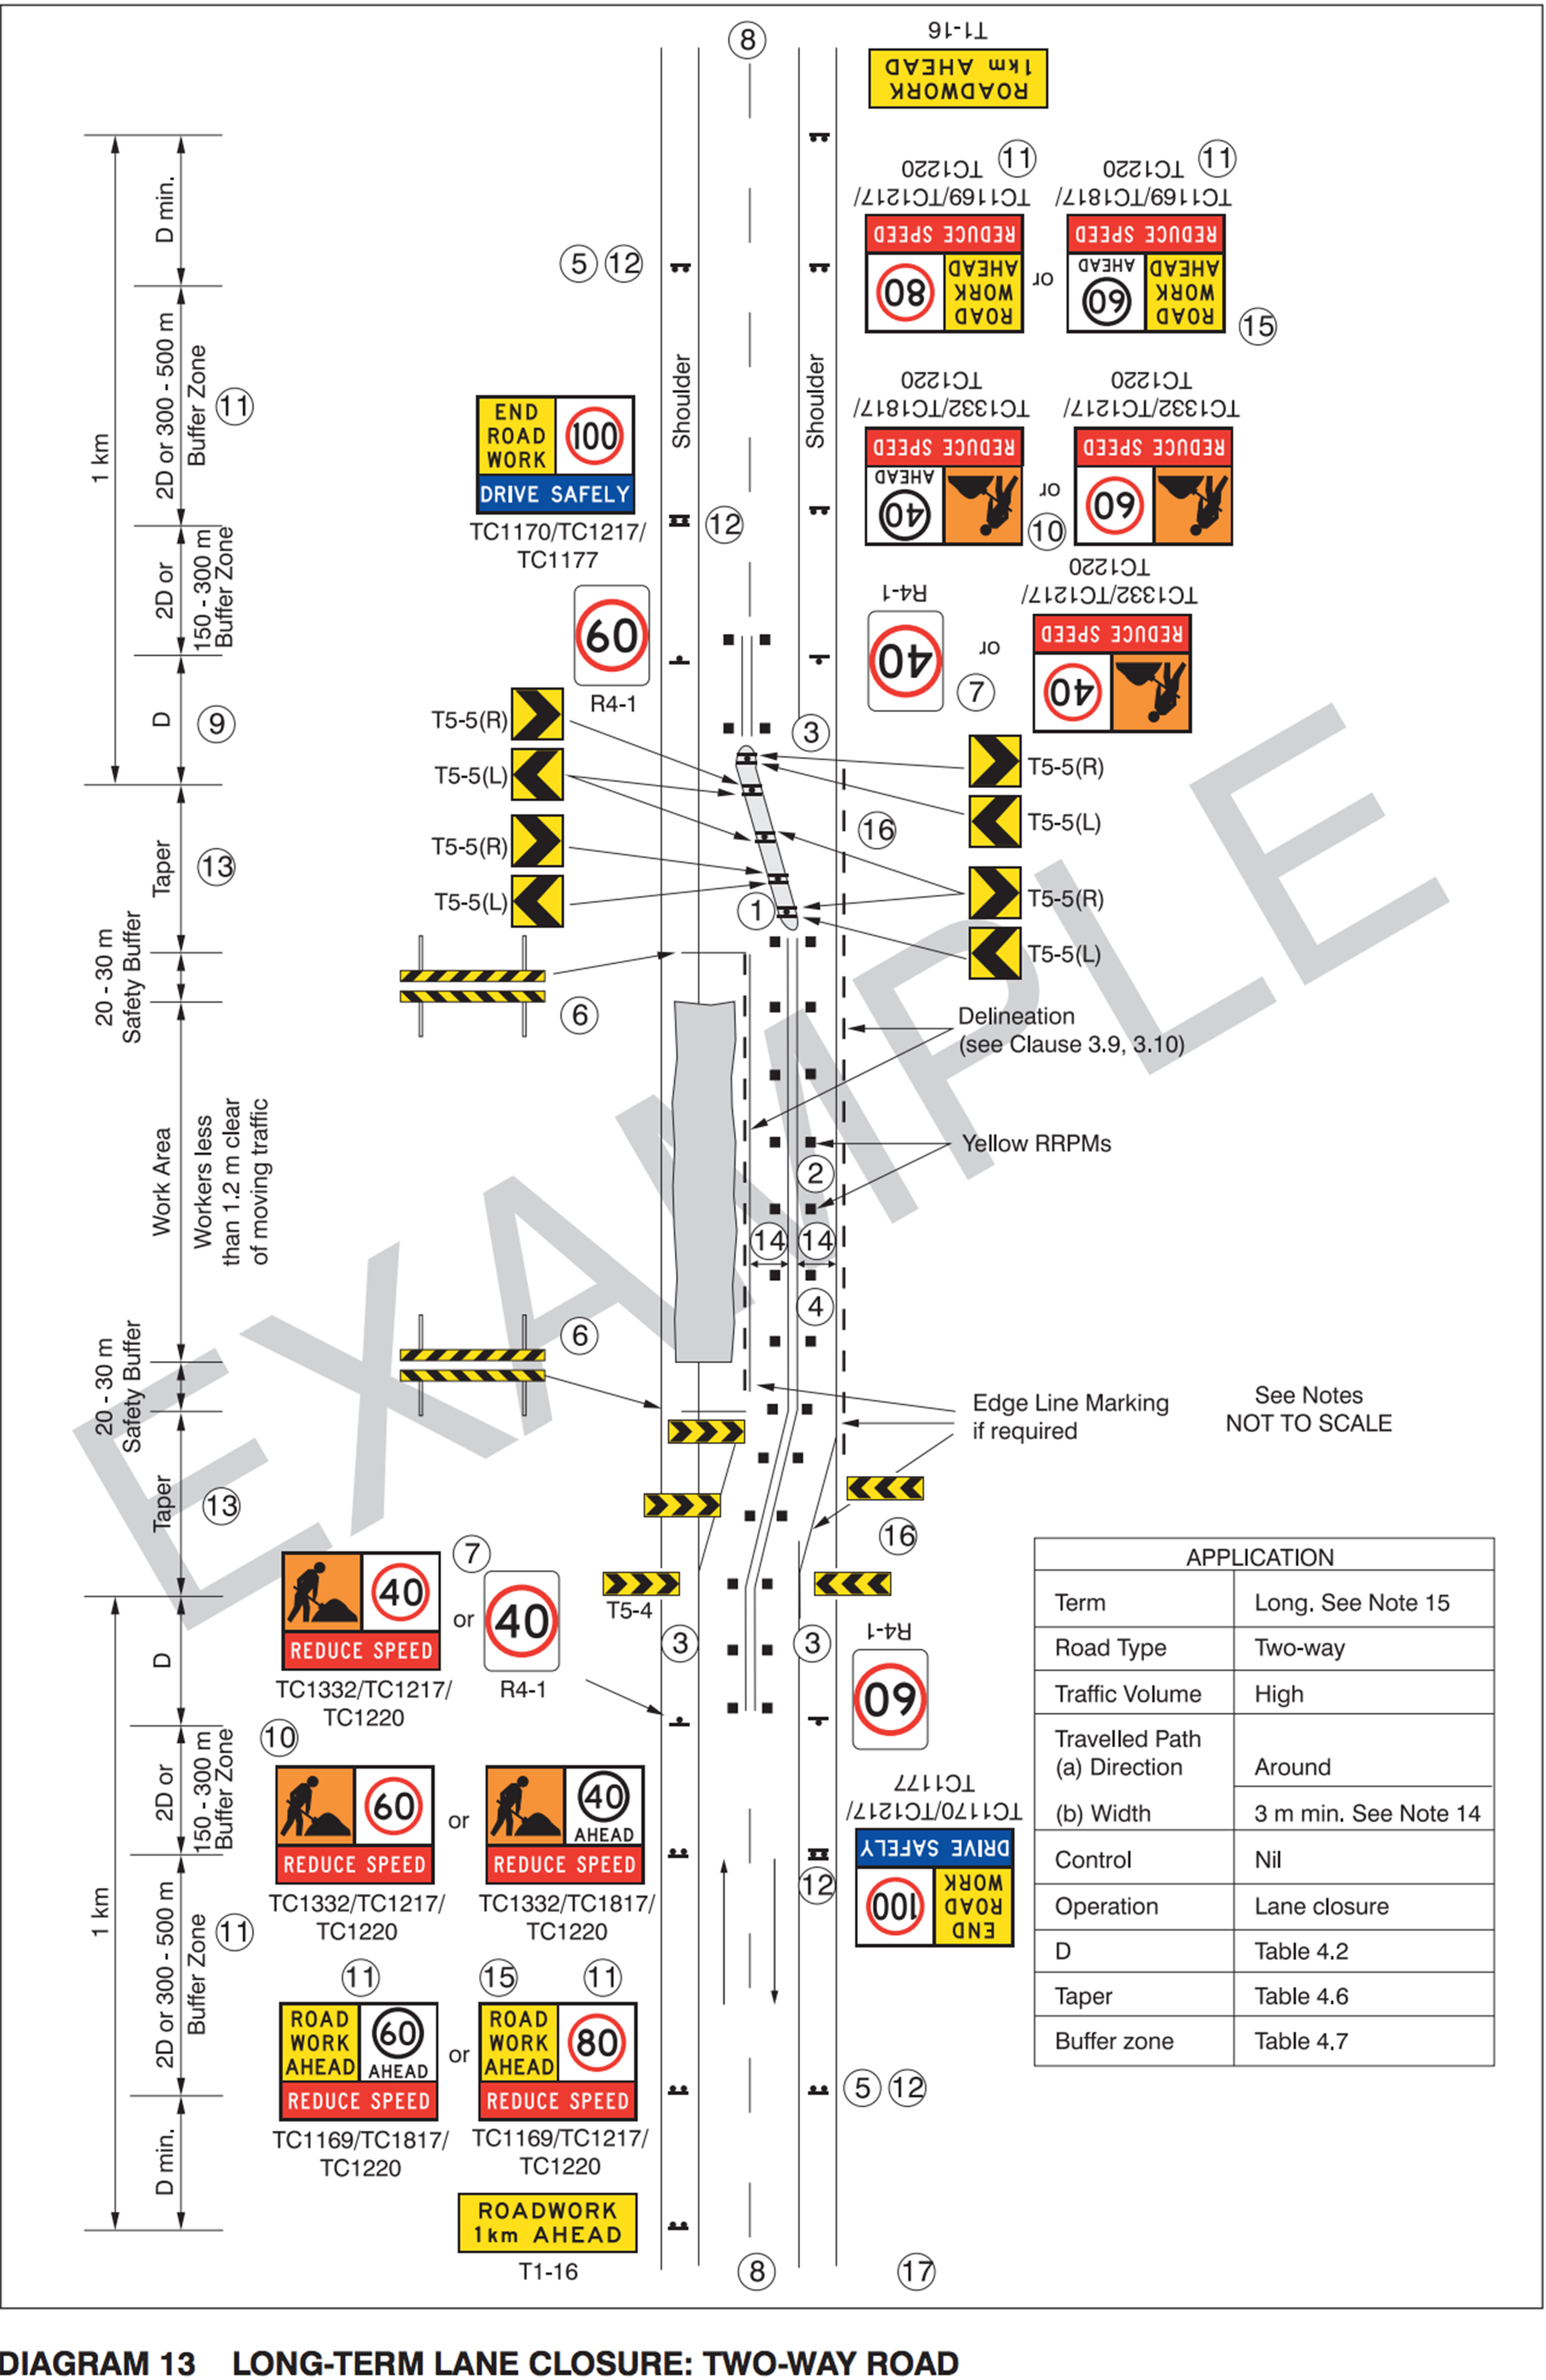 8
T1-16
ROADWORK
1km AHEAD
D min.
11
11
TC1169/TC1217/
TC1220
TC1169/TC1817/
TC1220
ROAD
WORK
AHEAD
80
REDUCE SPEED
or
ROAD
WORK
AHEAD
60
AHEAD
REDUCE SPEED
15
5
12
1 km
2D or 300 - 500 m
Buffer Zone
11
Shoulder
Shoulder
END
ROAD
WORK
100
DRIVE SAFELY
TC1170/TC1217/
TC1177
12
TC1332/TC1817/
TC1220
TC1332/TC1217/
TC1220
40
AHEAD
REDUCE SPEED
or
10
60
REDUCE SPEED
2D or
150 - 300 m
Buffer Zone
60
R4-1
R4-1
40
7
or
TC1332/TC1217/
TC1220
40
REDUCE SPEED
D
9
3
T5-5(R)
T5-5(L)
T5-5(R)
T5-5(L)
T5-5(R)
T5-5(L)
T5-5(R)
T5-5(L)
16
1
Taper
13
20 - 30 m
Safety Buffer
6
Delineation
(see Clause 3.9, 3.10)
Work Area
Workers less
than 1.2 m clear
of moving traffic
Yellow RRPMs
2
14
14
4
EXAMPLE
20 - 30 m
Safety Buffer
6
Edge Line Marking
if required
See Notes
NOT TO SCALE
Taper
13
16
T5-4
40
REDUCE SPEED
7
or
40
TC1332/TC1217/
TC1220
R4-1
3
3
R4-1
60
D
10
2D or
150 - 300 m
Buffer Zone
60
REDUCE SPEED
or
40
AHEAD
REDUCE SPEED
TC1332/TC1217/
TC1220
TC1332/TC1817/
TC1220
TC1170/TC1217/
TC1177
END
ROAD
WORK
100
DRIVE SAFELY
12
1 km
2D or 300 - 500 m
Buffer Zone
11
11
15
11
ROAD
WORK
AHEAD
60
AHEAD
REDUCE SPEED
or
ROAD
WORK
AHEAD
80
REDUCE SPEED
TC1169/TC1817/
TC1220
TC1169/TC1217/
TC1220
5
12
D min.
ROADWORK
1km AHEAD
T1-16
8
17
APPLICATION
Term Long. See Note 15
Road Type Two-way
Traffic Volume High
Travelled Path
(a) Direction Around
(b) Width 3 m min. See Note 14
Control Nil
Operation Lane closure
D Table 4.2
Taper Table 4.6
Buffer zone Table 4.7
DIAGRAM 13 LONG-TERM LANE CLOSURE: TWO-WAY ROAD